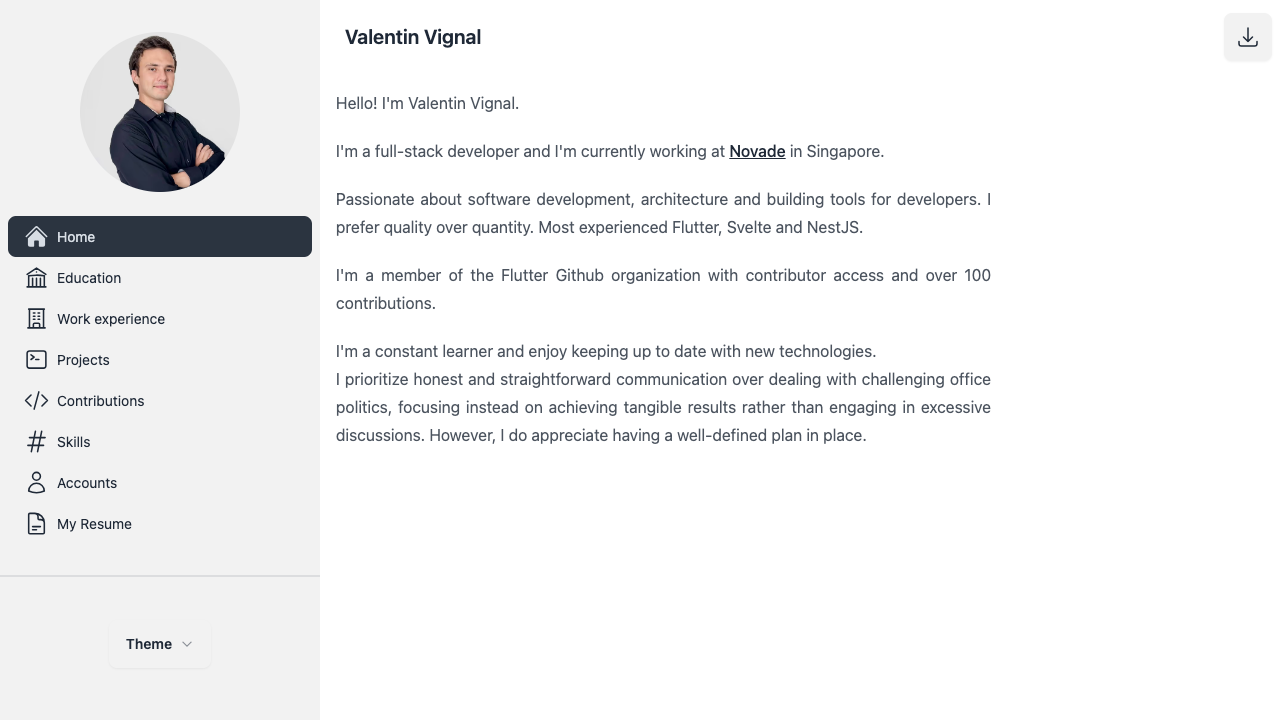 Valentin Vignal
Hello! I'm Valentin Vignal.
I'm a full-stack developer and I'm currently working at Novade in Singapore.
Passionate about software development, architecture and building tools for developers. I
prefer quality over quantity. Most experienced Flutter, Svelte and NestJS.
I'm a member of the Flutter Github organization with contributor access and over 100
contributions.
I'm a constant learner and enjoy keeping up to date with new technologies.
I prioritize honest and straightforward communication over dealing with challenging office
politics, focusing instead on achieving tangible results rather than engaging in excessive
discussions. However, I do appreciate having a well-defined plan in place.
Home
Education
Work experience
Projects
Contributions
Skills
Accounts
My Resume
Theme